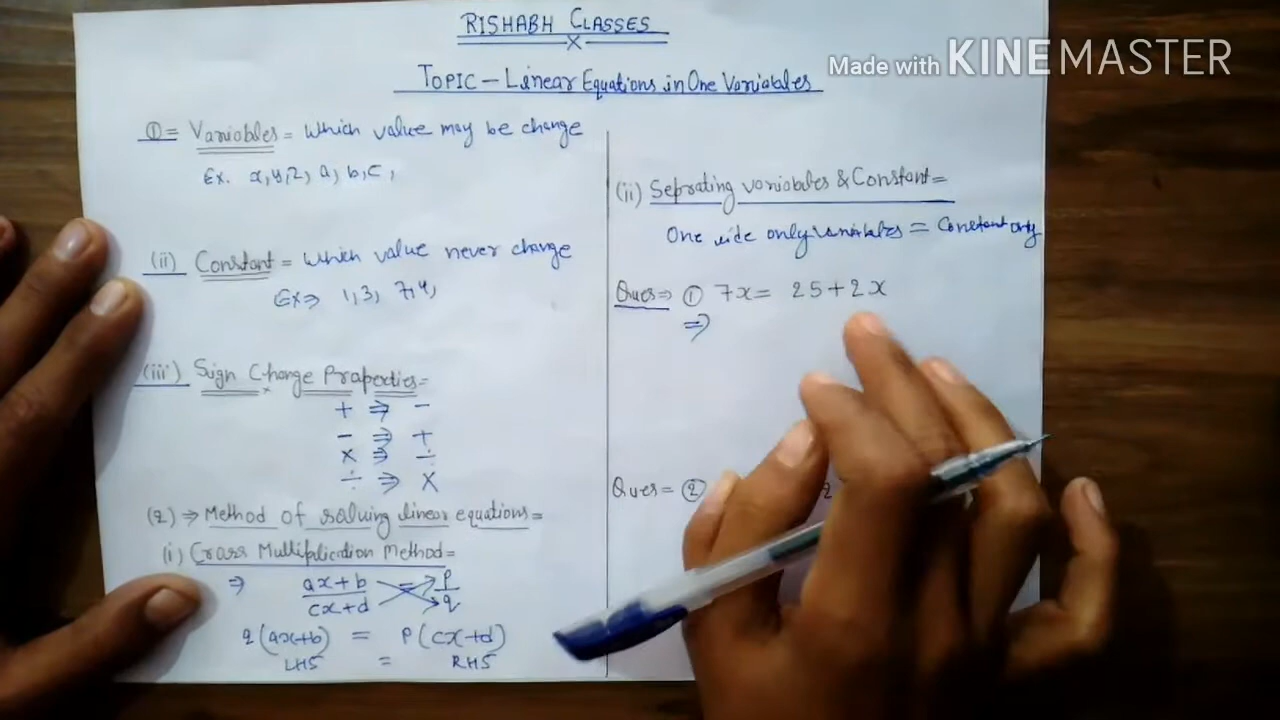 RISHABH CLASSES
Made with KINEMASTER
TOPIC - Linear Equations in One Variables
① = Variables = Which value may be change
Ex. x, y, z, a, b, c,
(ii) Constant = Which value never change
Ex ⇒ 1, 3, 7, 4,
(iii) Sign Change Praperties =
+ ⇒ -
- ⇒ +
× ⇒ ÷
÷ ⇒ ×
(2) ⇒ Method of solving linear equations =
(i) Crass Multiplication Method =
⇒ ax+b / cx+d = p / q
q(ax+b) = p(cx+d)
LHS = RHS
(ii) Seprating variables & Constant =
One side only variables = Constant only
Ques ⇒ ① 7x = 25 + 2x
⇒
Ques = ②